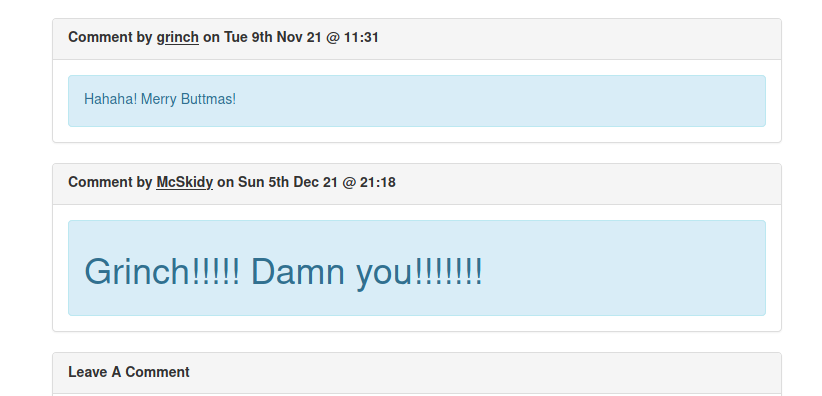 Comment by grinch on Tue 9th Nov 21 @ 11:31
Hahaha! Merry Buttmas!
Comment by McSkidy on Sun 5th Dec 21 @ 21:18
Grinch!!!!! Damn you!!!!!!!
Leave A Comment